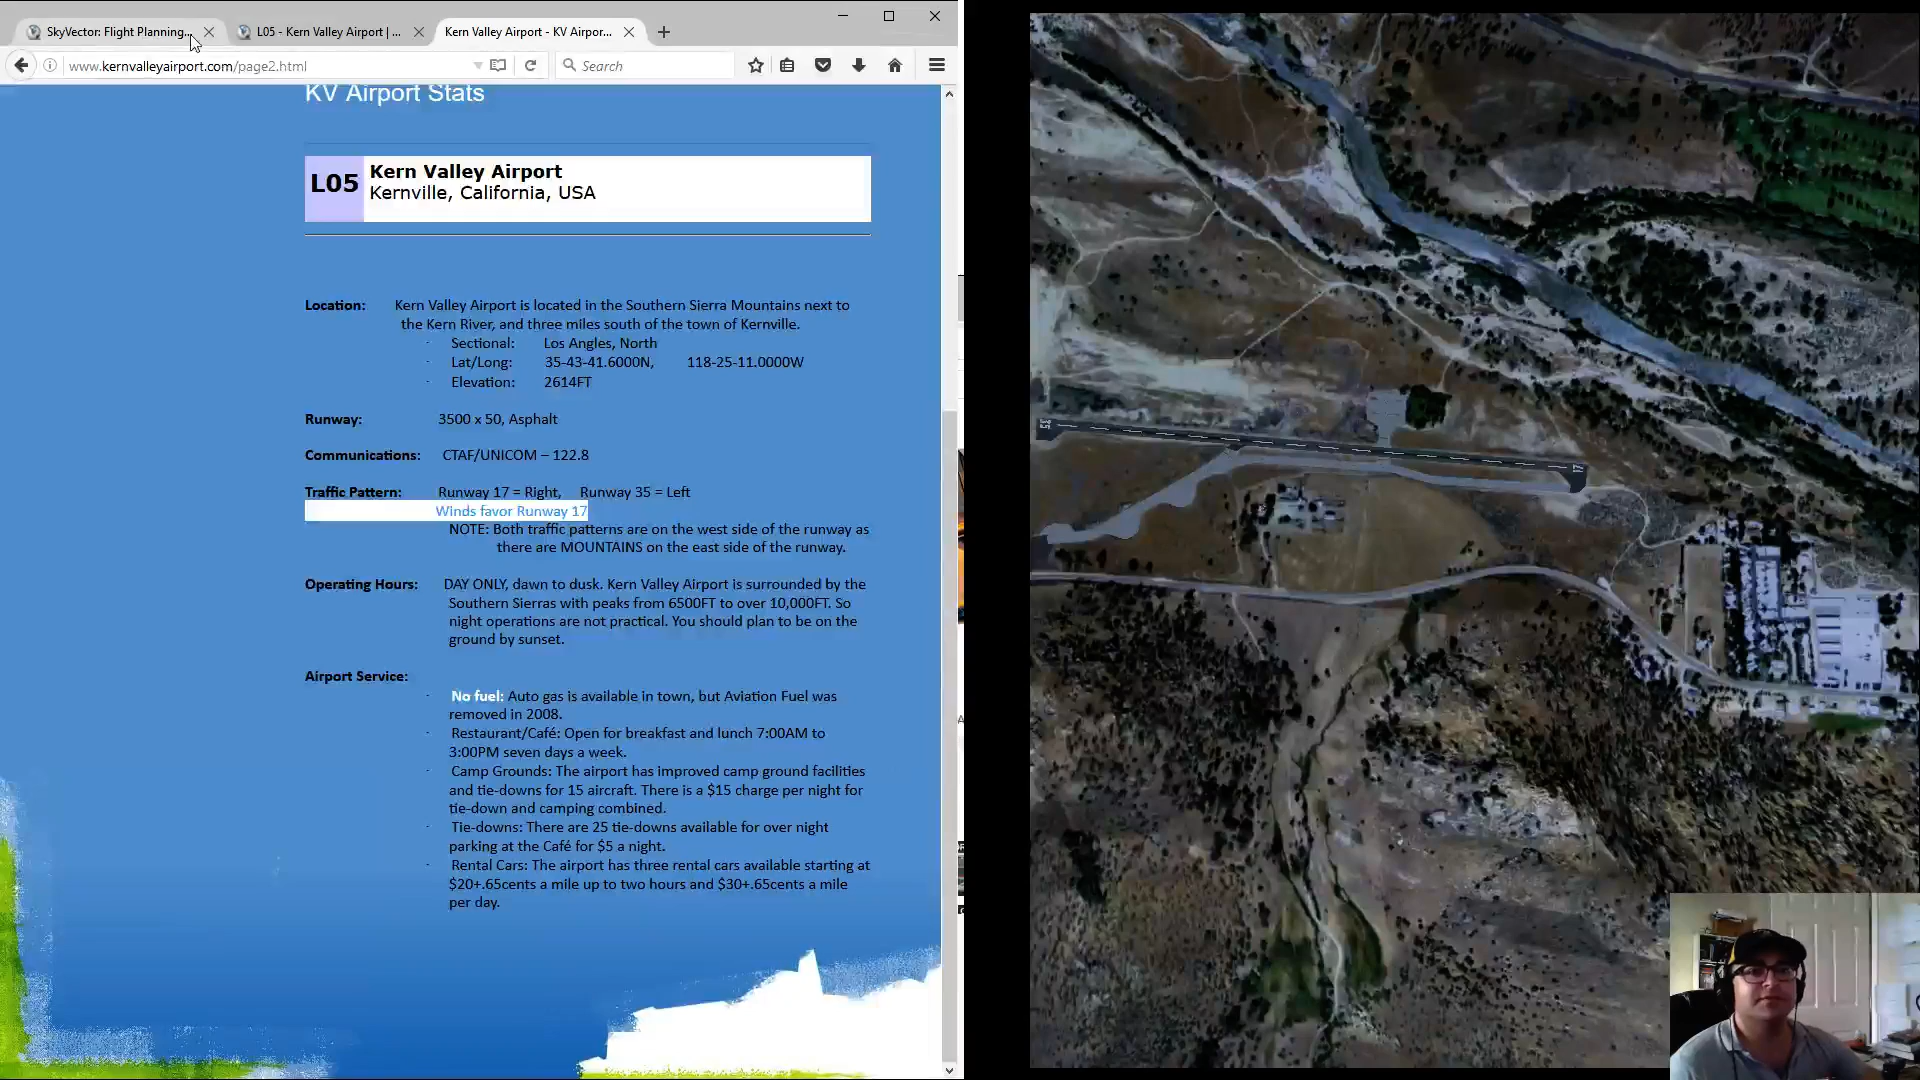 SkyVector: Flight Planning...
L05 - Kern Valley Airport | ...
Kern Valley Airport - KV Airpor...
www.kernvalleyairport.com/page2.html
Search
KV Airport Stats
L05
Kern Valley Airport
Kernville, California, USA
Location: Kern Valley Airport is located in the Southern Sierra Mountains next to
the Kern River, and three miles south of the town of Kernville.
· Sectional: Los Angles, North
· Lat/Long: 35-43-41.6000N, 118-25-11.0000W
· Elevation: 2614FT
Runway: 3500 x 50, Asphalt
Communications: CTAF/UNICOM – 122.8
Traffic Pattern: Runway 17 = Right, Runway 35 = Left
Winds favor Runway 17
NOTE: Both traffic patterns are on the west side of the runway as
there are MOUNTAINS on the east side of the runway.
Operating Hours: DAY ONLY, dawn to dusk. Kern Valley Airport is surrounded by the
Southern Sierras with peaks from 6500FT to over 10,000FT. So
night operations are not practical. You should plan to be on the
ground by sunset.
Airport Service:
· No fuel: Auto gas is available in town, but Aviation Fuel was
removed in 2008.
· Restaurant/Café: Open for breakfast and lunch 7:00AM to
3:00PM seven days a week.
· Camp Grounds: The airport has improved camp ground facilities
and tie-downs for 15 aircraft. There is a $15 charge per night for
tie-down and camping combined.
· Tie-downs: There are 25 tie-downs available for over night
parking at the Café for $5 a night.
· Rental Cars: The airport has three rental cars available starting at
$20+.65cents a mile up to two hours and $30+.65cents a mile
per day.
17